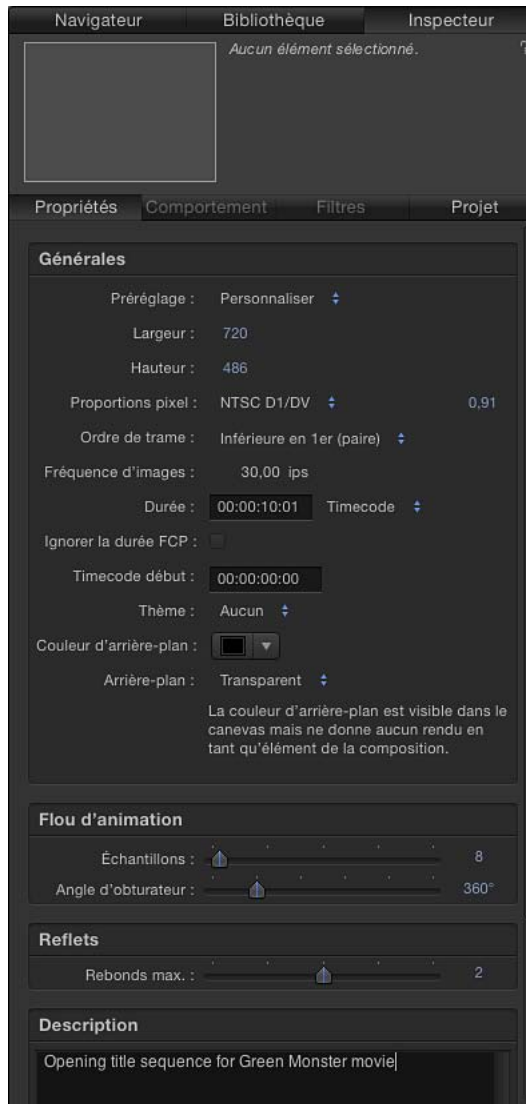 Navigateur Bibliothèque Inspecteur
Aucun élément sélectionné.
Propriétés Comportement Filtres Projet
Générales
Préréglage : Personnaliser
Largeur : 720
Hauteur : 486
Proportions pixel : NTSC D1/DV 0,91
Ordre de trame : Inférieure en 1er (paire)
Fréquence d'images : 30,00 ips
Durée : 00:00:10:01 Timecode
Ignorer la durée FCP :
Timecode début : 00:00:00:00
Thème : Aucun
Couleur d'arrière-plan :
Arrière-plan : Transparent
La couleur d'arrière-plan est visible dans le
canevas mais ne donne aucun rendu en
tant qu'élément de la composition.
Flou d'animation
Échantillons : 8
Angle d'obturateur : 360°
Reflets
Rebonds max. : 2
Description
Opening title sequence for Green Monster movie